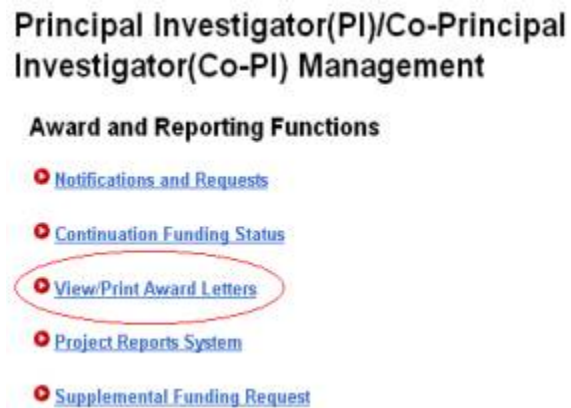 Principal Investigator(PI)/Co-Principal
Investigator(Co-PI) Management
Award and Reporting Functions
Notifications and Requests
Continuation Funding Status
View/Print Award Letters
Project Reports System
Supplemental Funding Request